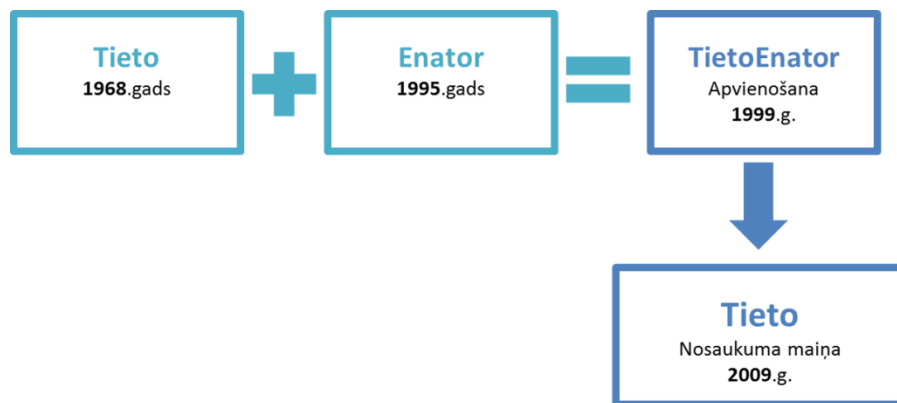 Tieto
1968.gads
Enator
1995.gads
TietoEnator
Apvienošana
1999.g.
Tieto
Nosaukuma maiņa
2009.g.